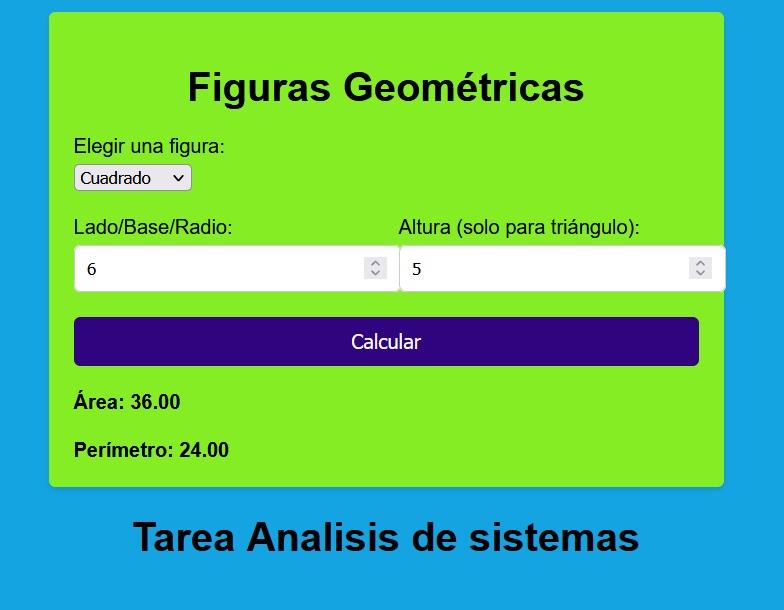 Figuras Geométricas
Elegir una figura:
Cuadrado
Lado/Base/Radio: Altura (solo para triángulo):
6 5
Calcular
Área: 36.00
Perímetro: 24.00
Tarea Analisis de sistemas